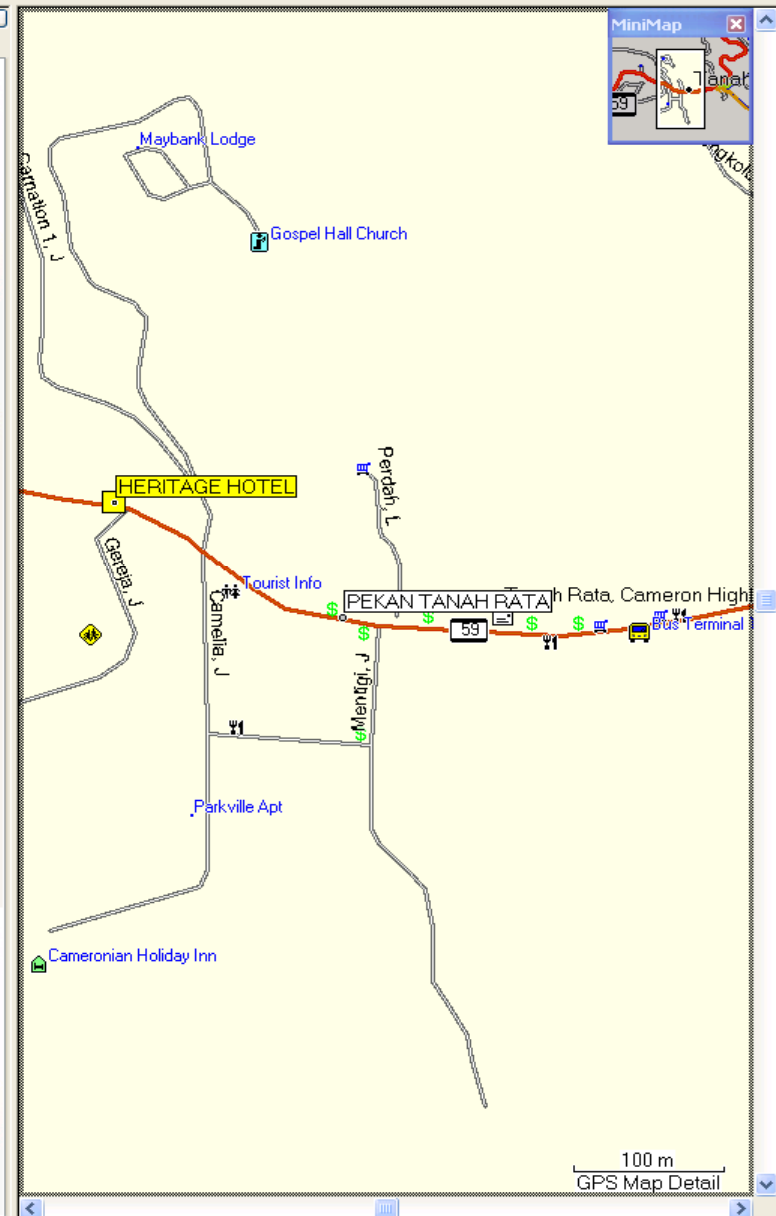 MiniMap
Tanah
59
Maybank Lodge
Carnation 1, J
Gospel Hall Church
Perdah, L
HERITAGE HOTEL
Gereja, J
Tourist Info
Camelia, J
PEKAN TANAH RATA
h Rata, Cameron High
59
Bus Terminal 1
Mentigi, J
Parkville Apt
Cameronian Holiday Inn
100 m
GPS Map Detail